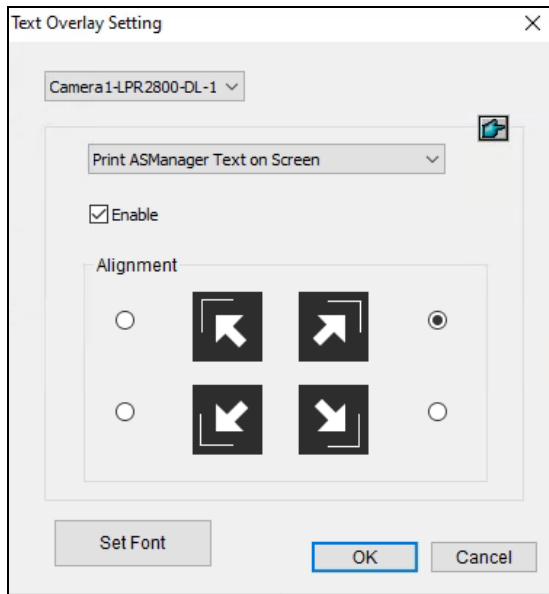 Text Overlay Setting
Camera1-LPR2800-DL-1
Print ASManager Text on Screen
Enable
Alignment
Set Font
OK
Cancel